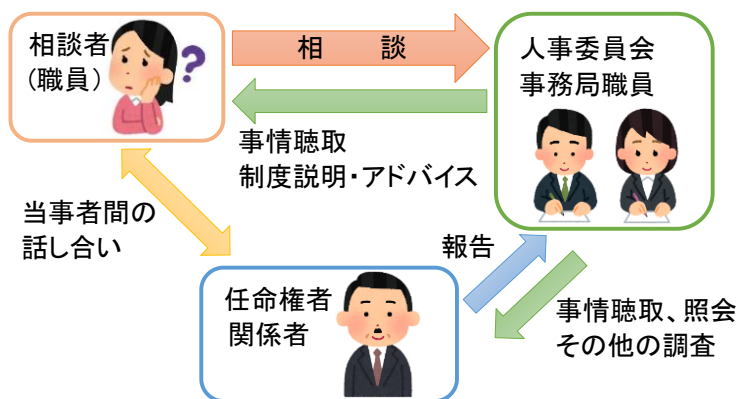 相談者
(職員)
?
相　　談
人事委員会
事務局職員
事情聴取
制度説明・アドバイス
当事者間の
話し合い
報告
任命権者
関係者
事情聴取、照会
その他の調査